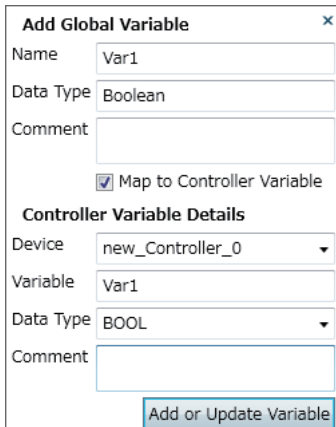 Add Global Variable ×
Name Var1
Data Type Boolean
Comment
Map to Controller Variable
Controller Variable Details
Device new_Controller_0
Variable Var1
Data Type BOOL
Comment
Add or Update Variable